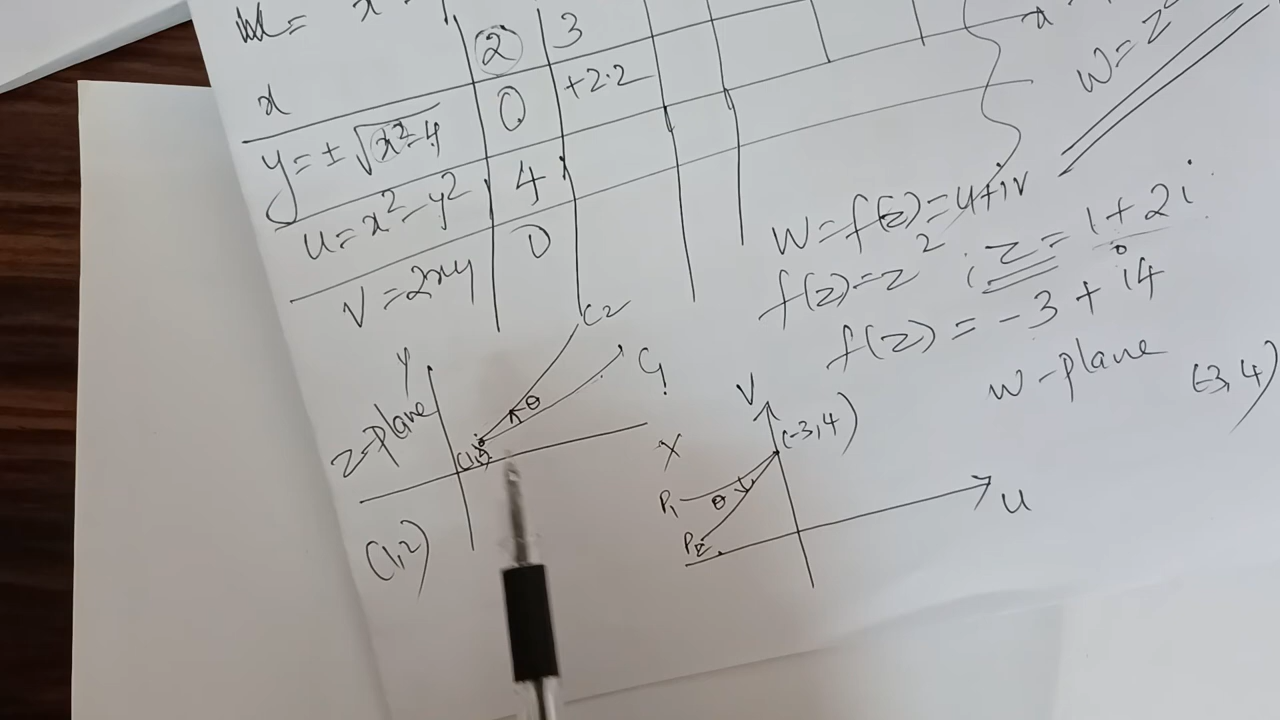 x 2 3
y = ± √x²-4 0 +2.2
u = x² - y² 4
v = 2xy 0
W = Z
W = f(z) = u+iv
f(z) = z² ; z = 1 + 2i
f(z) = -3 + i4
w-plane (-3, 4)
y
z-plane
C2
C1
θ
(1,2)
X
(1,2)
V
(-3,4)
P1
θ
P2
U